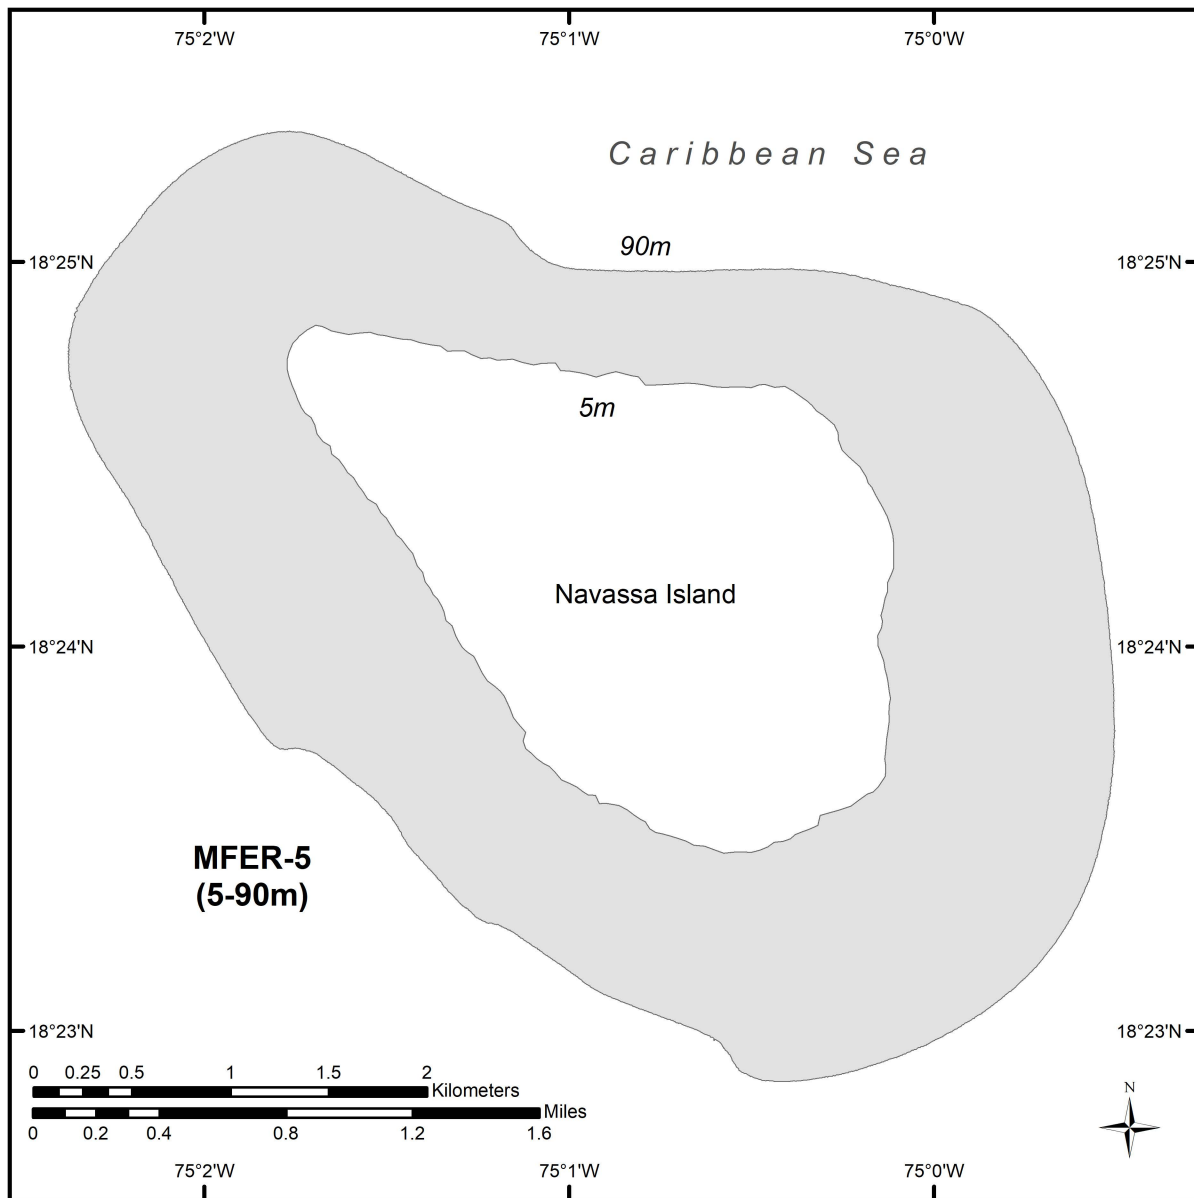 75°2'W 75°1'W 75°0'W
Caribbean Sea
90m
18°25'N 18°25'N
5m
Navassa Island
18°24'N 18°24'N
MFER-5
(5-90m)
18°23'N 18°23'N
0 0.25 0.5 1 1.5 2
Kilometers
Miles
0 0.2 0.4 0.8 1.2 1.6
N
75°2'W 75°1'W 75°0'W